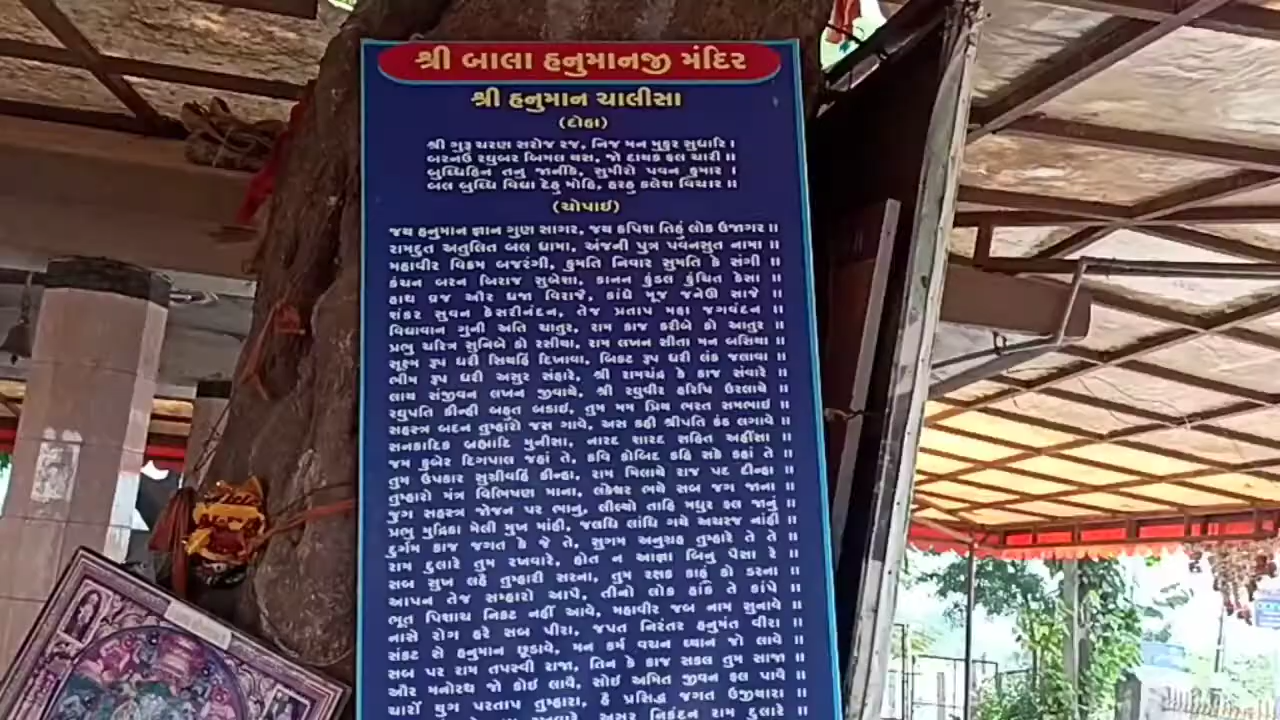 શ્રી બાલા હનુમાનજી મંદિર
શ્રી હનુમાન ચાલીસા
(દોહા)
શ્રી ગુરુ ચરણ સરોજ રજ, નિજ મન મુકુર સુધારિ ।
બરનઉ રઘુબર બિમલ યસ, જો દાયક ફલ ચારી ॥
બુધ્ધિહિન તનુ જાનીકે, સુમીરો પવન કુમાર ।
બલ બુધ્ધિ વિદ્યા દેહુ મોહિ, હરહુ કલેશ વિચાર ॥
(ચોપાઈ)
જય હનુમાન જ્ઞાન ગુણ સાગર, જય કપિશ તિહું લોક ઉજાગર ॥
રામદુત અતુલિત બલ ધામા, અંજની પુત્ર પવનસુત નામા ॥
મહાવીર વિક્રમ બજરંગી, કુમતિ નિવાર સુમતિ કે સંગી ॥
કંચન બરન બિરાજ સુબેશા, કાનન કુંડલ કુંચિત કેસા ॥
હાથ વ્રજ ઔર ધજા વિરાજે, કાંધે મૂજ જનેઊ સાજે ॥
શંકર સુવન કેસરીનંદન, તેજ પ્રતાપ મહા જગવંદન ॥
વિદ્યાવાન ગુની અતિ ચાતુર, રામ કાજ કરીબે કો આતુર ॥
પ્રભુ ચરિત્ર સુનિબે કો રસીયા, રામ લખન સીતા મન બસિયા ॥
સૂક્ષ્મ રૂપ ધરી સિયહિં દિખાવા, બિકટ રૂપ ધરી લંક જલાવા ॥
ભીમ રૂપ ધરી અસુર સંહારે, શ્રી રામચંદ્ર કે કાજ સંવારે ॥
લાય સંજીવન લખન જીવાયે, શ્રી રઘુવીર હરિષિ ઉરલાયે ॥
રઘુપતિ કીન્હી બહુત બડાઈ, તુમ મમ પ્રિય ભરત સમભાઈ ॥
સહસ્ત્ર બદન તુમ્હારો જસ ગાવે, અસ કહી શ્રીપતિ કંઠ લગાવે ॥
સનકાદિક બ્રહ્માદિ મુનીસા, નારદ શારદ સહિત અહીંસા ॥
જમ કુબેર દિગપાલ જહાં તે, કવિ કોબિદ કહિ સકે કહાં તે ॥
તુમ ઉપકાર સુગ્રીવહિં કીન્હા, રામ મિલાયે રાજ પદ દીન્હા ॥
તુમ્હારો મંત્ર વિભિષણ માના, લંકેશ્વર ભયે સબ જગ જાના ॥
જુગ સહસ્ત્ર જોજન પર ભાનુ, લીલ્યો તાહિ મધુર ફલ જાનું ॥
પ્રભુ મુદ્રિકા મેલી મુખ માંહી, જલધિ લાંધિ ગયે અચરજ નાંહી ॥
દુર્ગમ કાજ જગત કે જે તે, સુગમ અનુગ્રહ તુમ્હારે તે તે ॥
રામ દુલારે તુમ રખવારે, હોત ન આજ્ઞા બિનુ પૈસા રે ॥
સબ સુખ લહૈ તુમ્હારી સરના, તુમ રક્ષક કાહું કો ડરના ॥
આપન તેજ સમ્હારો આપે, તીનો લોક હાંક તે કાંપે ॥
ભૂત પિશાચ નિકટ નહીં આવે, મહાવીર જબ નામ સુનાવે ॥
નાસે રોગ હરે સબ પીરા, જપત નિરંતર હનુમંત વીરા ॥
સંકટ સે હનુમાન છૂડાવે, મન કર્મ વચન ધ્યાન જો લાવે ॥
સબ પર રામ તપસ્વી રાજા, તિન કે કાજ સકલ તુમ સાજા ॥
ઔર મનોરથ જો કોઈ લાવૈ, સોઈ અમિત જીવન ફલ પાવૈ ॥
ચારોં યુગ પરતાપ તુમ્હારા, હૈ પ્રસિદ્ધ જગત ઉજીયારા ॥
અસુર નિકંદન રામ દુલારે ॥